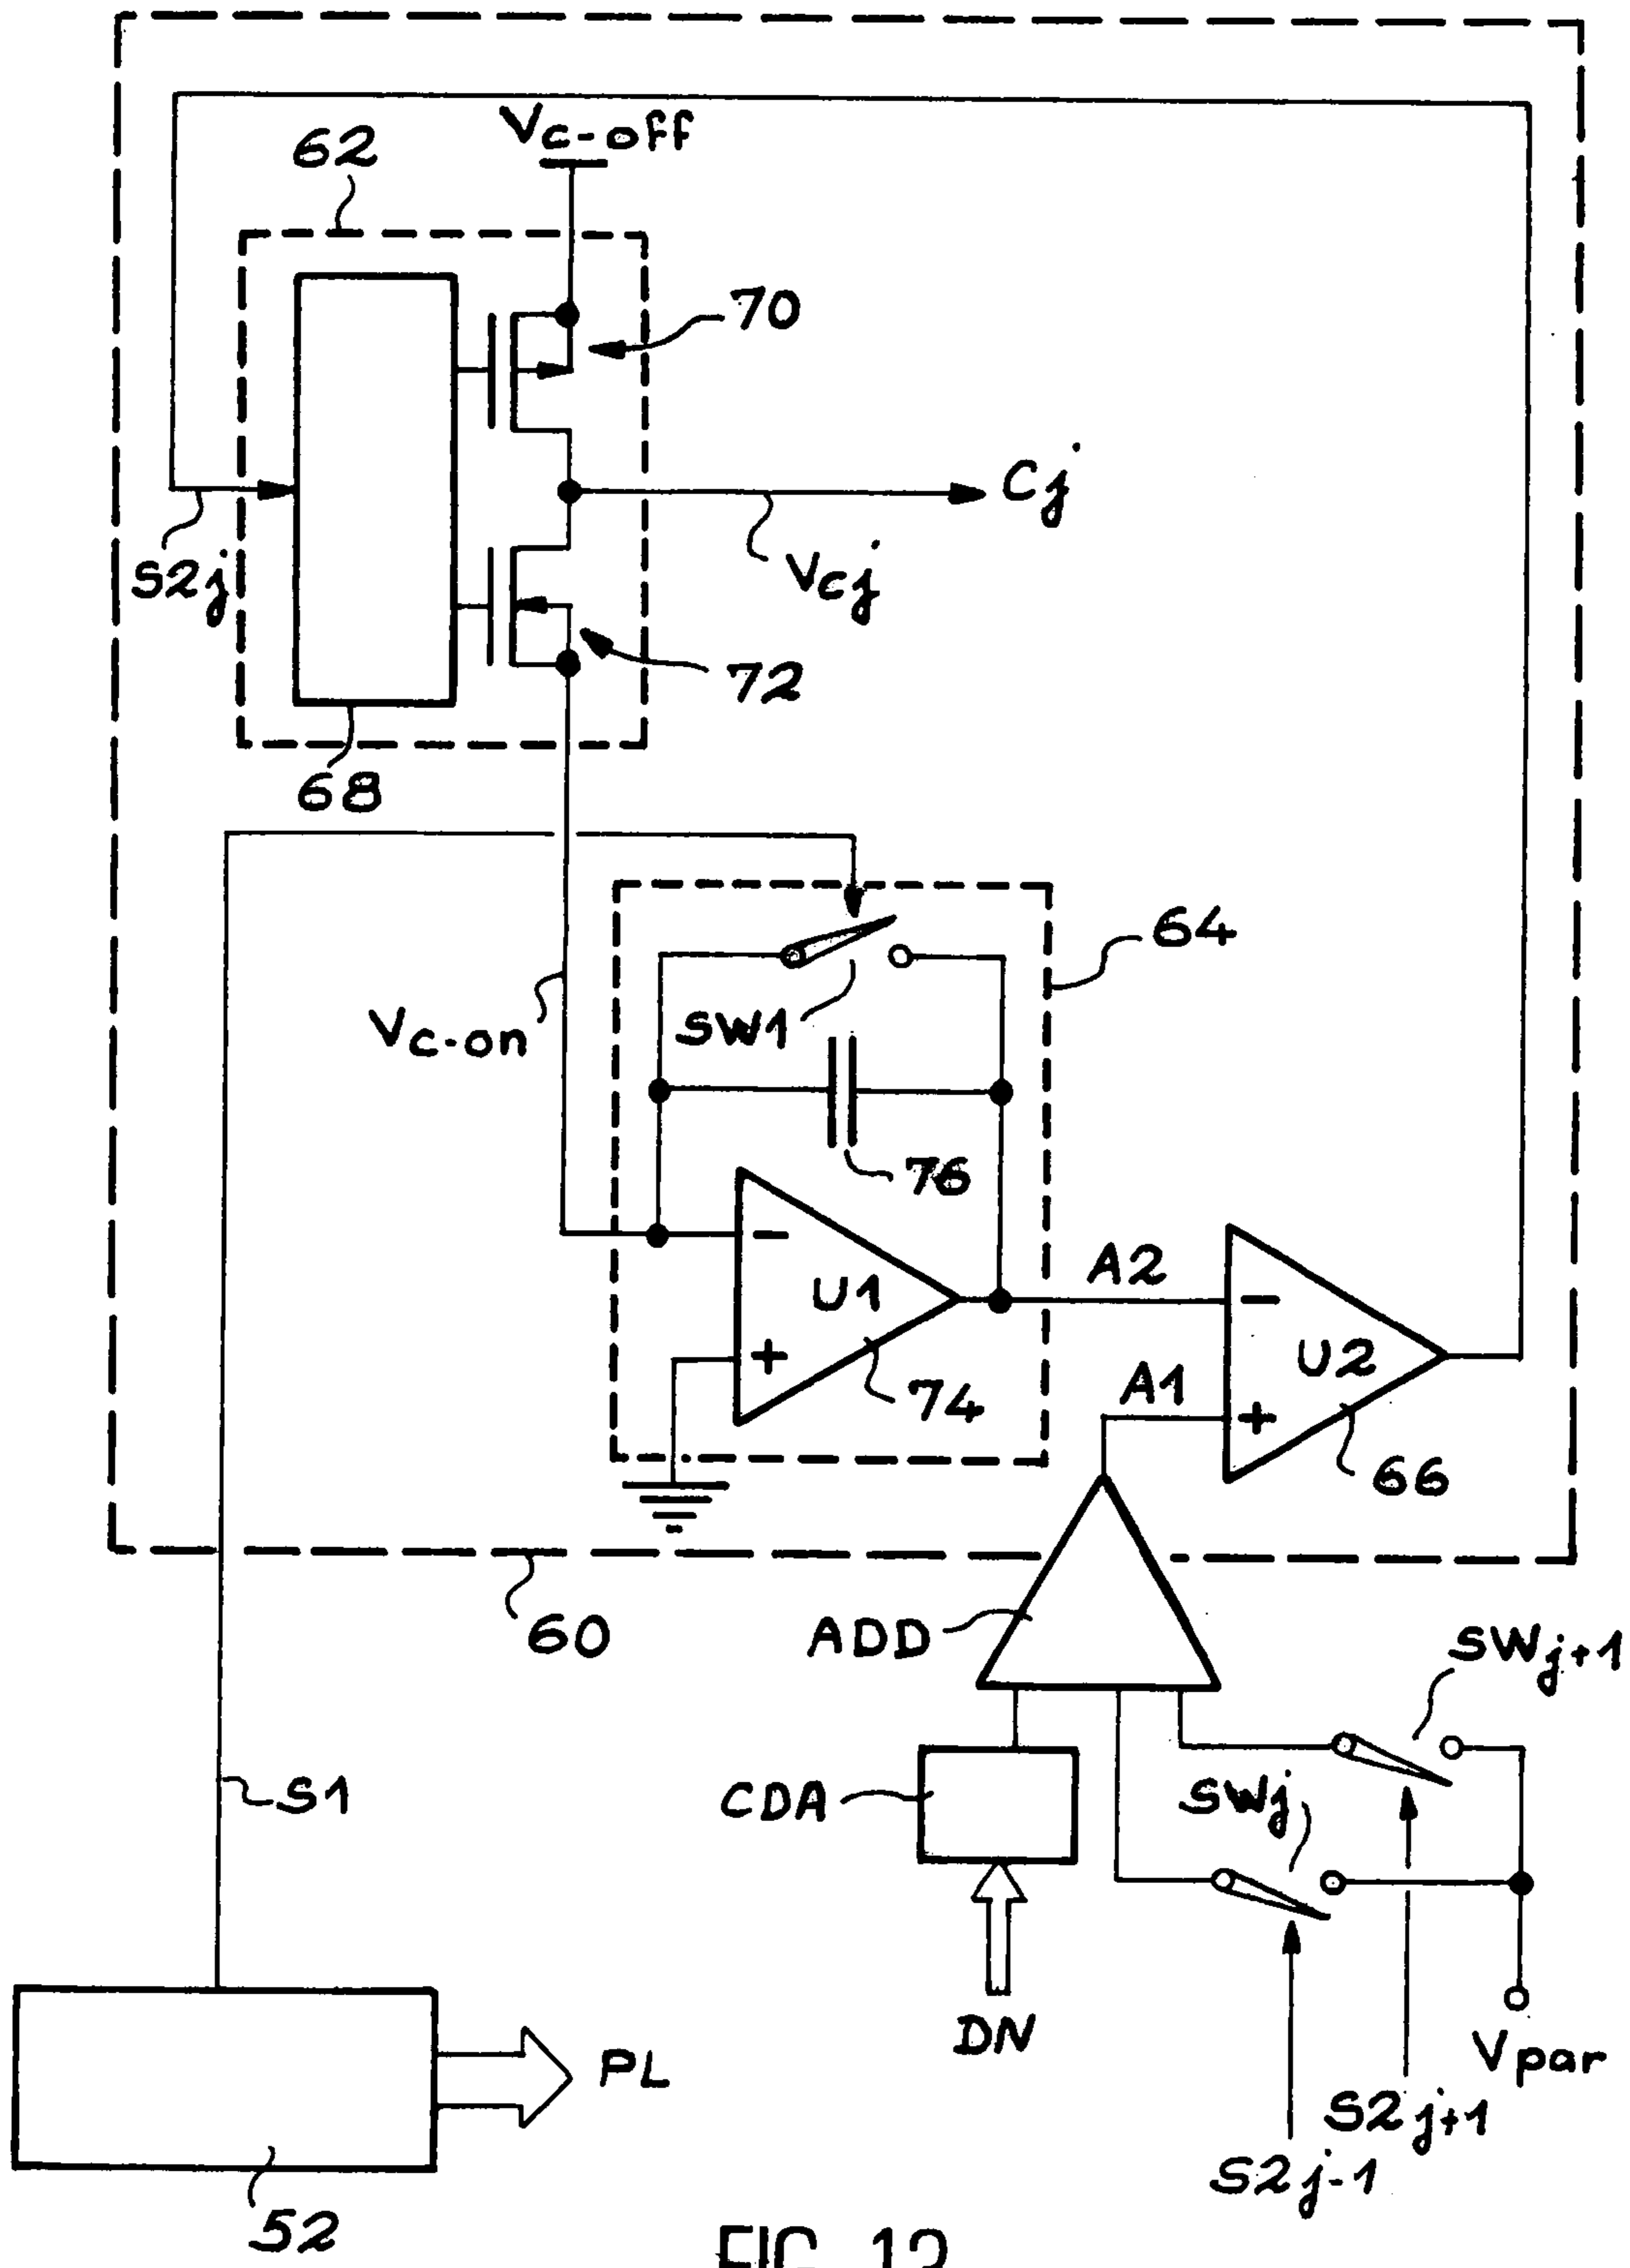 Vc-off
62
70
Cj
S2j
Vcj
72
68
64
SW1
Vc-on
76
-
U1
A2
-
+
74
A1
U2
+
66
60
ADD
SWj+1
S1
CDA
SWj
DN
PL
Vpar
S2j+1
S2j-1
52